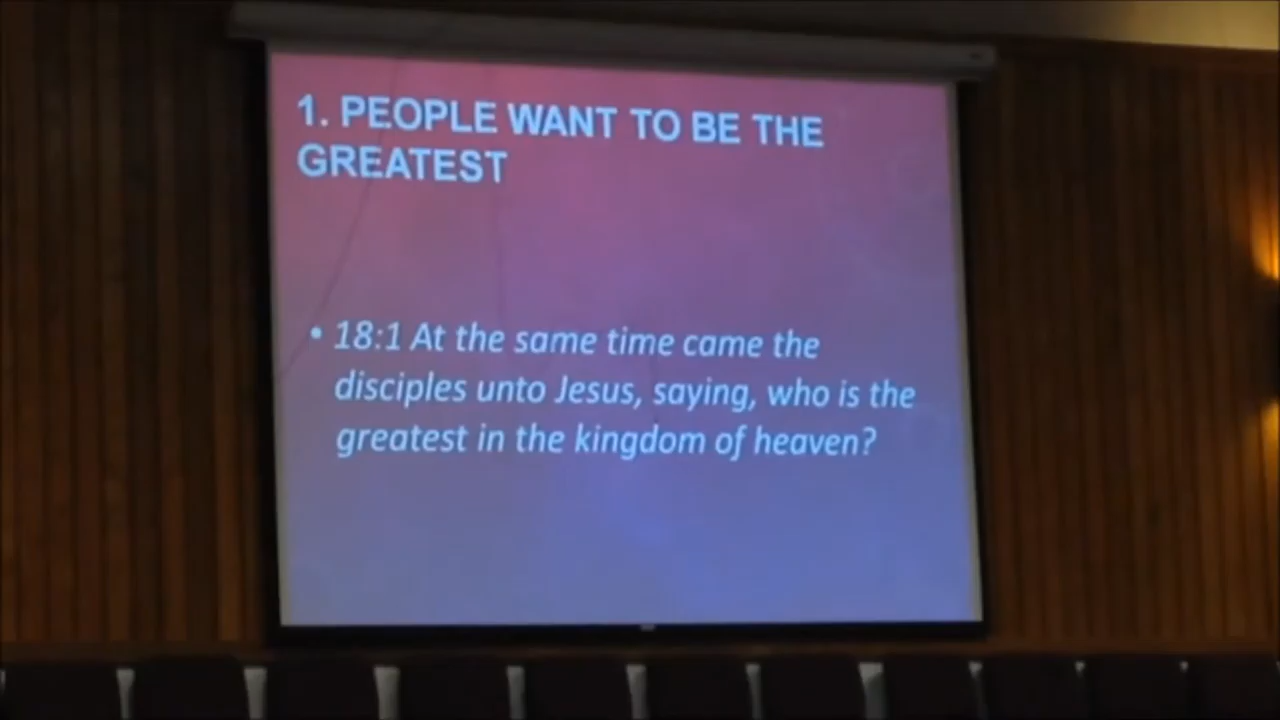 1. PEOPLE WANT TO BE THE
GREATEST
• 18:1 At the same time came the
disciples unto Jesus, saying, who is the
greatest in the kingdom of heaven?